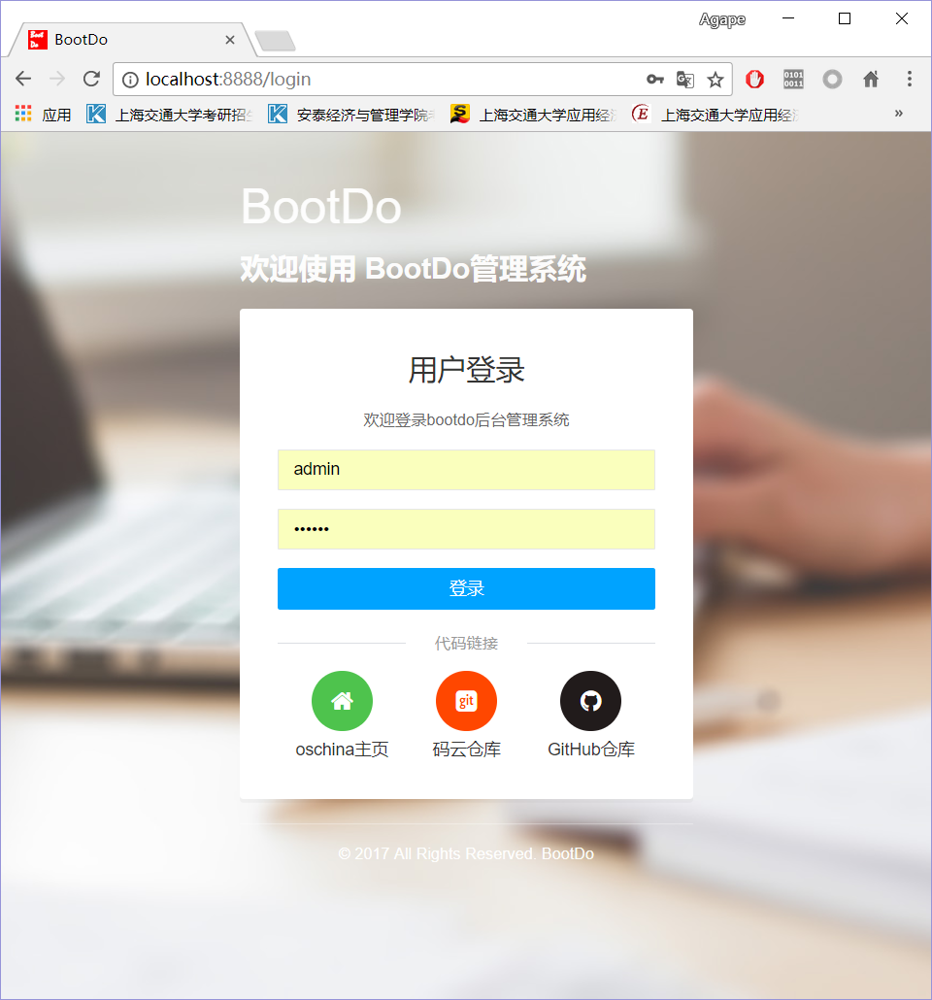 Agape
BootDo
localhost:8888/login
应用 上海交通大学考研招 安泰经济与管理学院 上海交通大学应用经 上海交通大学应用经 »
BootDo
欢迎使用 BootDo管理系统
用户登录
欢迎登录bootdo后台管理系统
admin
••••••
登录
代码链接
git
oschina主页 码云仓库 GitHub仓库
© 2017 All Rights Reserved. BootDo